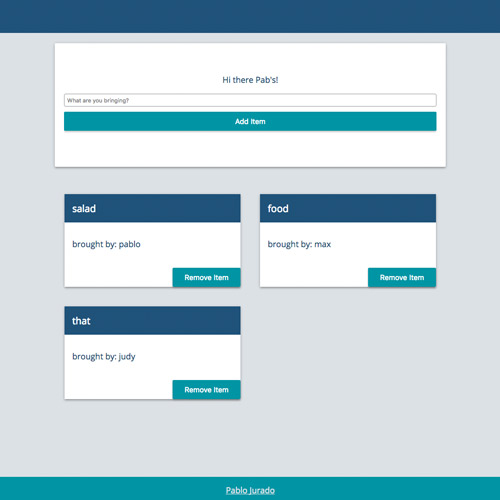 Hi there Pab's!
What are you bringing?
Add Item
salad
brought by: pablo
Remove Item
food
brought by: max
Remove Item
that
brought by: judy
Remove Item
Pablo Jurado